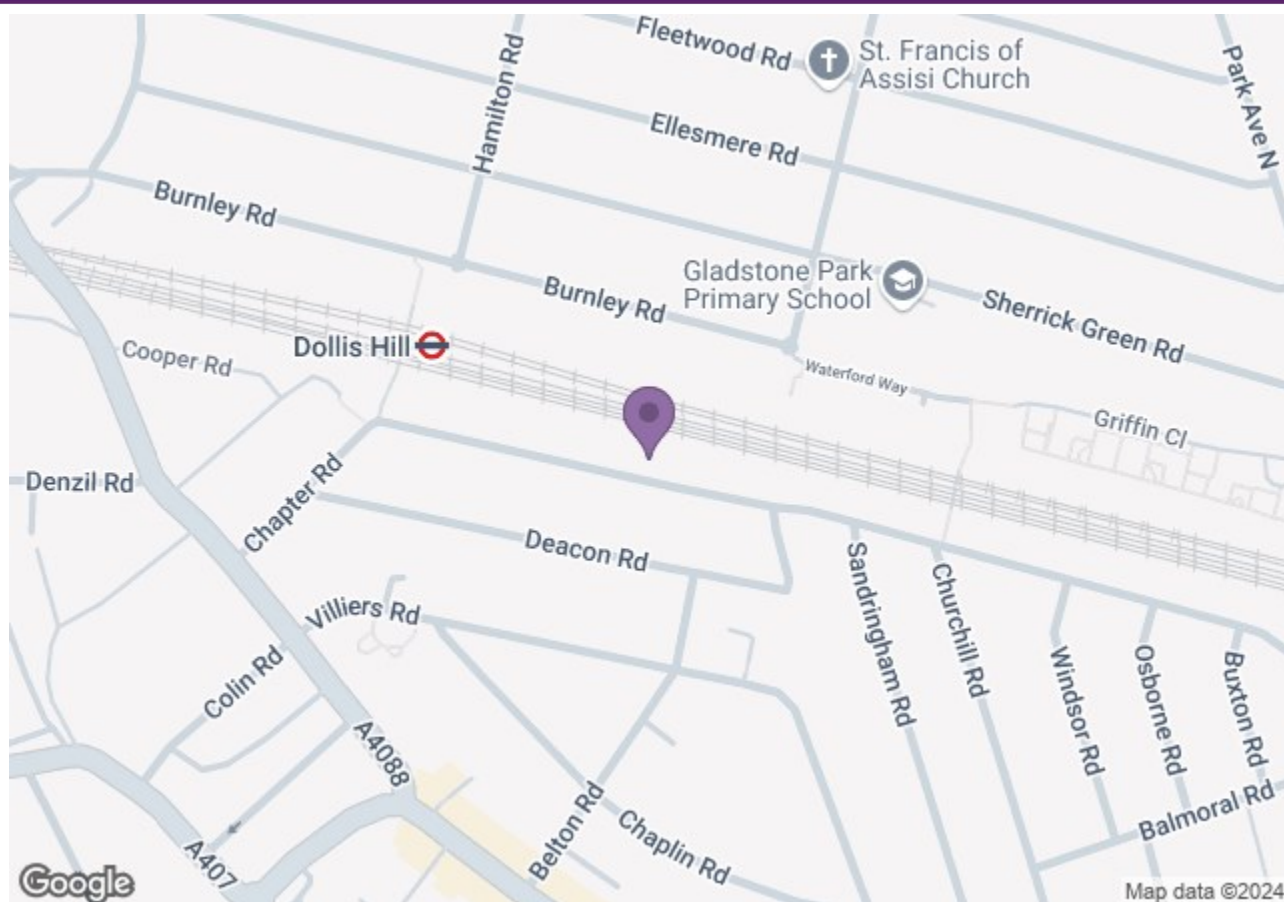 Fleetwood Rd
St. Francis of
Assisi Church
Hamilton Rd
Park Ave N
Ellesmere Rd
Burnley Rd
Gladstone Park
Primary School
Burnley Rd
Sherrick Green Rd
Dollis Hill
Cooper Rd
Waterford Way
Griffin Cl
Denzil Rd
Chapter Rd
Deacon Rd
Sandringham Rd
Churchill Rd
Villiers Rd
Windsor Rd
Osborne Rd
Buxton Rd
Colin Rd
A4088
Balmoral Rd
Belton Rd
Chaplin Rd
A407
Google
Map data ©2024